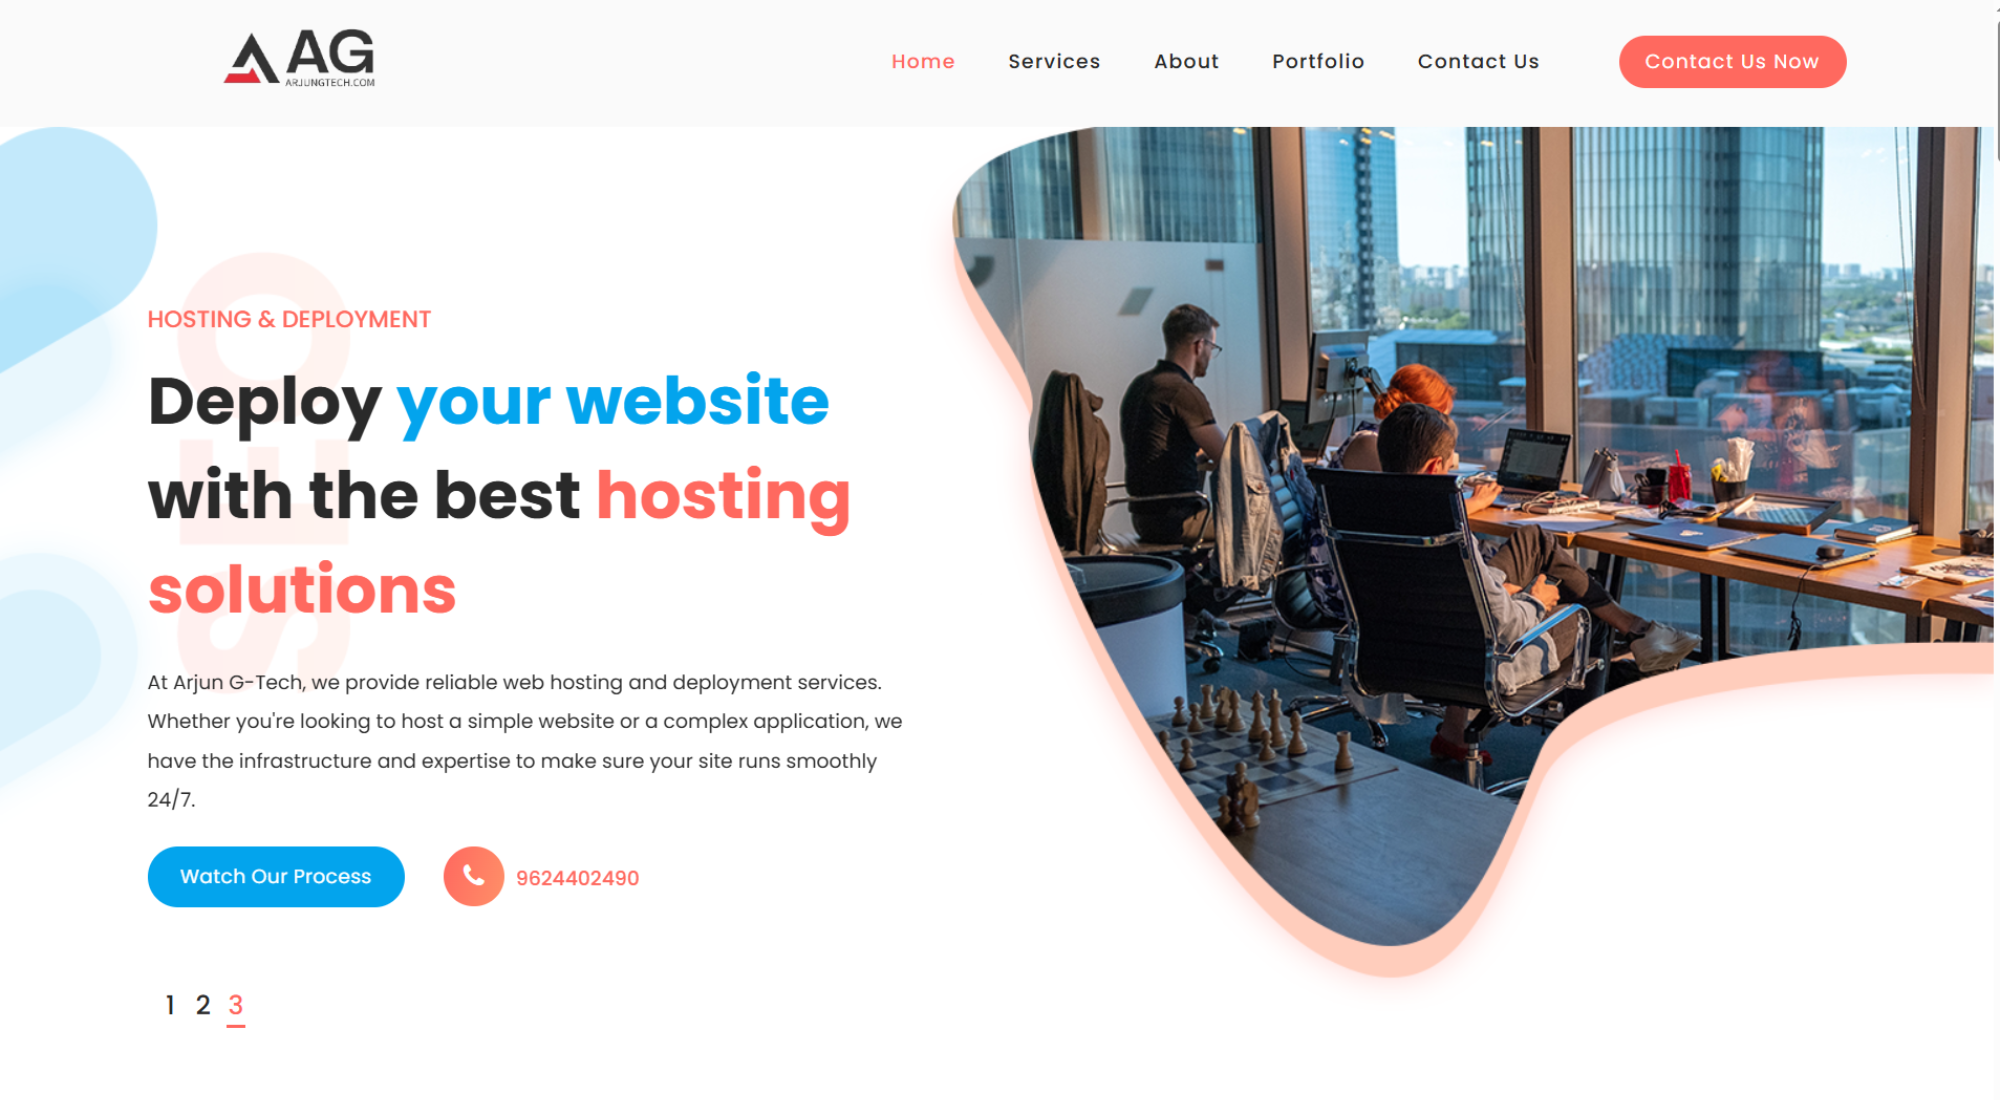 AG
ARJUNGTECH.COM
Home Services About Portfolio Contact Us Contact Us Now
SEO
HOSTING & DEPLOYMENT
Deploy your website
with the best hosting
solutions
At Arjun G-Tech, we provide reliable web hosting and deployment services.
Whether you're looking to host a simple website or a complex application, we
have the infrastructure and expertise to make sure your site runs smoothly
24/7.
Watch Our Process 9624402490
1 2 3